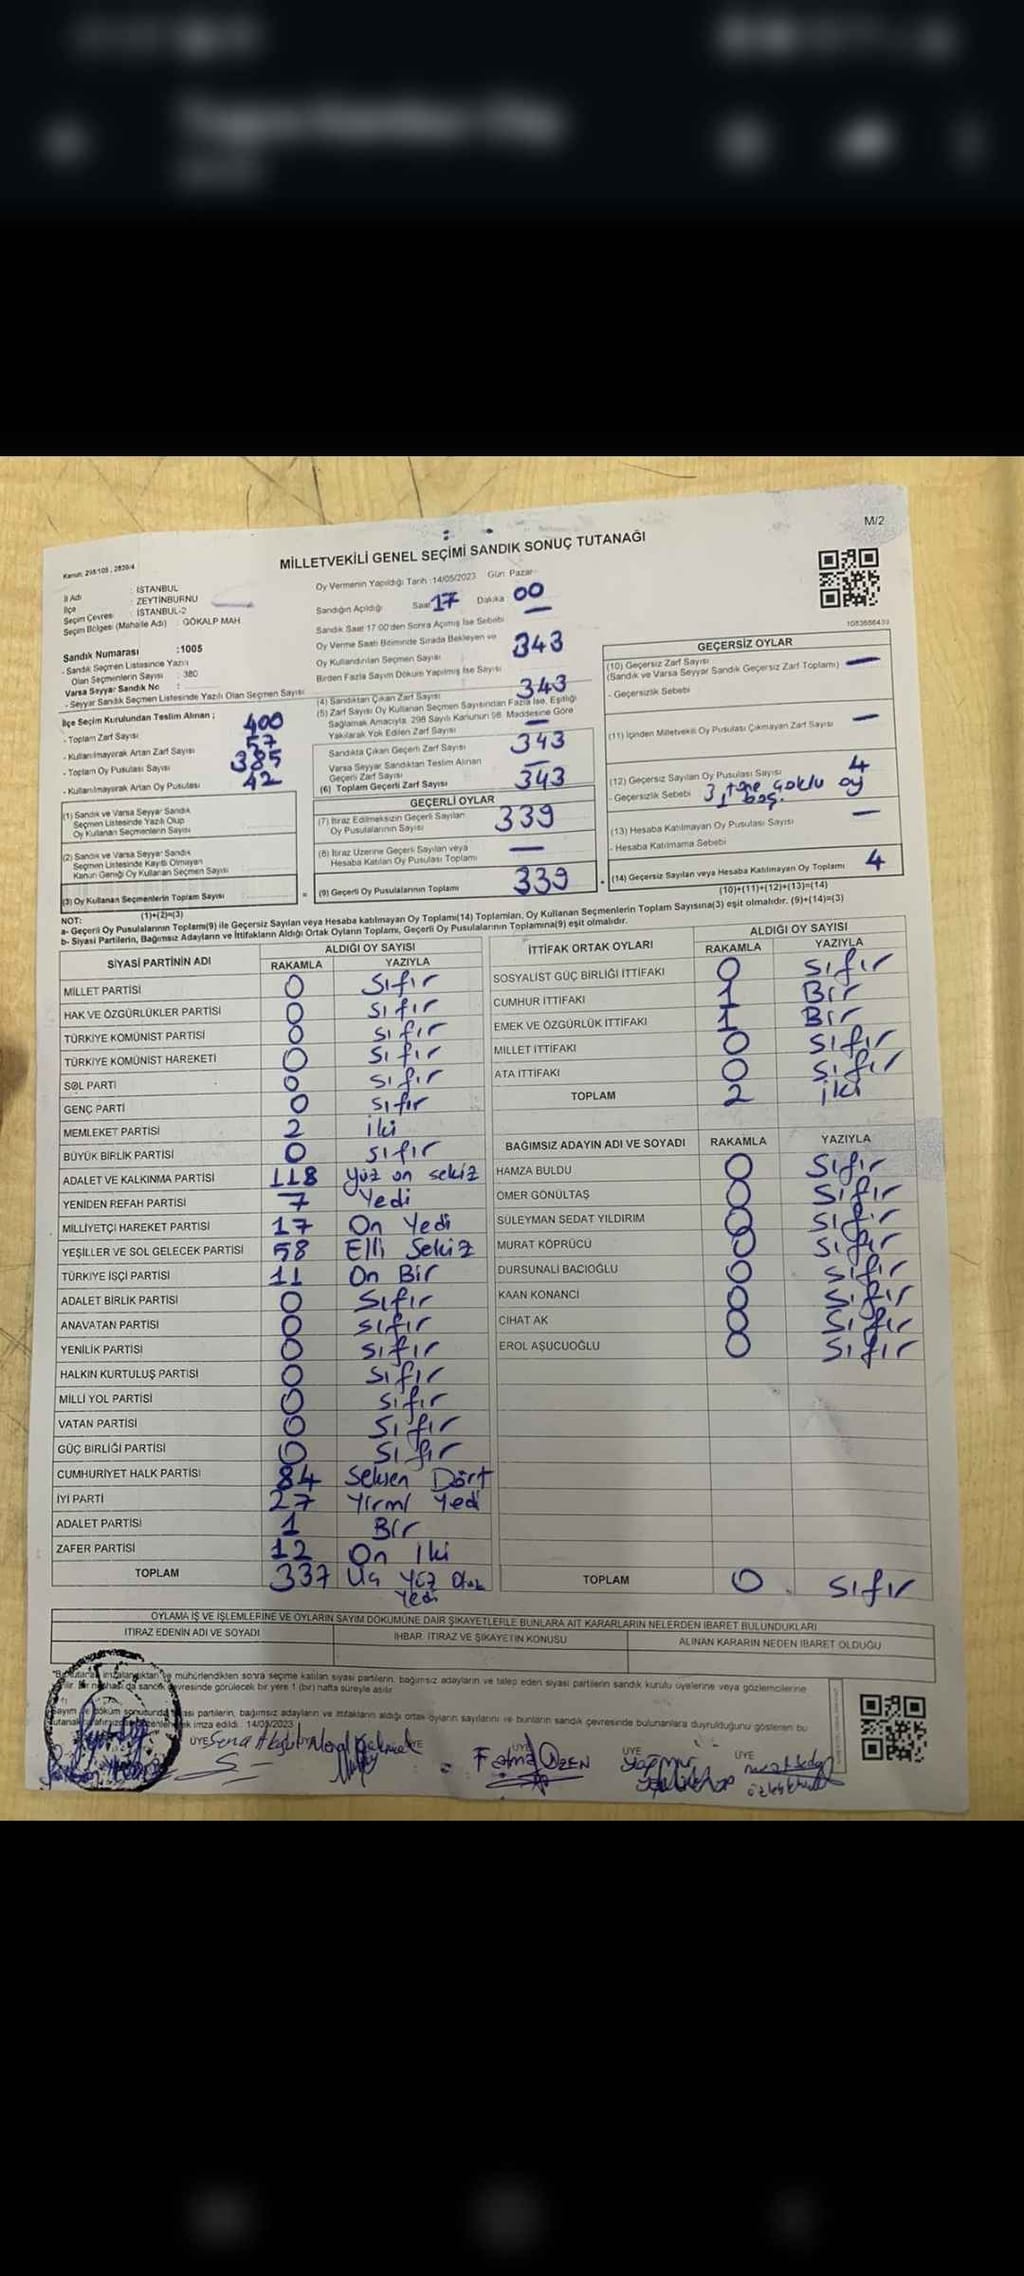 M/2
MİLLETVEKİLİ GENEL SEÇİMİ SANDIK SONUÇ TUTANAĞI
İl Adı : İSTANBUL
İlçe : ZEYTİNBURNU
Seçim Çevresi : İSTANBUL-2
Seçim Bölgesi (Mahalle Adı) : GÖKALP MAH
Sandık Numarası :1005
- Sandık Seçmen Listesinde Yazılı
Olan Seçmenlerin Sayısı : 380
Varsa Seyyar Sandık No :
- Seyyar Sandık Seçmen Listesinde Yazılı Olan Seçmen Sayısı
İlçe Seçim Kurulundan Teslim Alınan ;
- Toplam Zarf Sayısı 400
- Kullanılmayarak Artan Zarf Sayısı 57
- Toplam Oy Pusulası Sayısı 385
- Kullanılmayarak Artan Oy Pusulası 42
(1) Sandık ve Varsa Seyyar Sandık
Seçmen Listesinde Yazılı Olup
Oy Kullanan Seçmenlerin Sayısı
(2) Sandık ve Varsa Seyyar Sandık
Seçmen Listesinde Kayıtlı Olmayan
Kanun Gereği Oy Kullanan Seçmen Sayısı
(3) Oy Kullanan Seçmenlerin Toplam Sayısı
(1)+(2)=(3)
Oy Vermenin Yapıldığı Tarih :14/05/2023 Gün: Pazar
Sandığın Açıldığı Saat 17 Dakika 00
Sandık Saat 17:00'den Sonra Açılmış İse Sebebi
Oy Verme Saati Bitiminde Sırada Bekleyen ve
Oy Kullandırılan Seçmen Sayısı 343
Birden Fazla Sayım Döküm Yapılmış İse Sayısı
(4) Sandıktan Çıkan Zarf Sayısı 343
(5) Zarf Sayısı Oy Kullanan Seçmen Sayısından Fazla İse, Eşitliği
Sağlamak Amacıyla 298 Sayılı Kanunun 98. Maddesine Göre
Yakılarak Yok Edilen Zarf Sayısı
Sandıkta Çıkan Geçerli Zarf Sayısı 343
Varsa Seyyar Sandıktan Teslim Alınan
Geçerli Zarf Sayısı —
(6) Toplam Geçerli Zarf Sayısı 343
GEÇERLİ OYLAR
(7) İtiraz Edilmeksizin Geçerli Sayılan
Oy Pusulalarının Sayısı 339
(8) İtiraz Üzerine Geçerli Sayılan veya
Hesaba Katılan Oy Pusulası Toplamı —
(9) Geçerli Oy Pusulalarının Toplamı 339
1083886439
GEÇERSİZ OYLAR
(10) Geçersiz Zarf Sayısı
(Sandık ve Varsa Seyyar Sandık Geçersiz Zarf Toplamı) —
- Geçersizlik Sebebi
(11) İçinden Milletvekili Oy Pusulası Çıkmayan Zarf Sayısı —
(12) Geçersiz Sayılan Oy Pusulası Sayısı 4
- Geçersizlik Sebebi 3 tane çoklu oy
1 boş.
(13) Hesaba Katılmayan Oy Pusulası Sayısı —
- Hesaba Katılmama Sebebi
(14) Geçersiz Sayılan veya Hesaba Katılmayan Oy Toplamı 4
(10)+(11)+(12)+(13)=(14)
NOT:
a- Geçerli Oy Pusulalarının Toplamı(9) ile Geçersiz Sayılan veya Hesaba katılmayan Oy Toplamı(14) Toplamları, Oy Kullanan Seçmenlerin Toplam Sayısına(3) eşit olmalıdır. (9)+(14)=(3)
b- Siyasi Partilerin, Bağımsız Adayların ve İttifakların Aldığı Ortak Oyların Toplamı, Geçerli Oy Pusulalarının Toplamına(9) eşit olmalıdır.
SİYASİ PARTİNİN ADI ALDIĞI OY SAYISI
RAKAMLA YAZIYLA
MİLLET PARTİSİ 0 Sıfır
HAK VE ÖZGÜRLÜKLER PARTİSİ 0 sıfır
TÜRKİYE KOMÜNİST PARTİSİ 0 sıfır
TÜRKİYE KOMÜNİST HAREKETİ 0 sıfır
SOL PARTİ 0 sıfır
GENÇ PARTİ 0 sıfır
MEMLEKET PARTİSİ 2 iki
BÜYÜK BİRLİK PARTİSİ 0 sıfır
ADALET VE KALKINMA PARTİSİ 118 Yüz on sekiz
YENİDEN REFAH PARTİSİ 7 Yedi
MİLLİYETÇİ HAREKET PARTİSİ 17 On Yedi
YEŞİLLER VE SOL GELECEK PARTİSİ 58 Elli Sekiz
TÜRKİYE İŞÇİ PARTİSİ 11 On Bir
ADALET BİRLİK PARTİSİ 0 Sıfır
ANAVATAN PARTİSİ 0 sıfır
YENİLİK PARTİSİ 0 sıfır
HALKIN KURTULUŞ PARTİSİ 0 sıfır
MİLLİ YOL PARTİSİ 0 sıfır
VATAN PARTİSİ 0 Sıfır
GÜÇ BİRLİĞİ PARTİSİ 0 sıfır
CUMHURİYET HALK PARTİSİ 84 Seksen Dört
İYİ PARTİ 27 Yirmi Yedi
ADALET PARTİSİ 1 Bir
ZAFER PARTİSİ 12 On İki
TOPLAM 337 Üç Yüz Otuz
Yedi
İTTİFAK ORTAK OYLARI ALDIĞI OY SAYISI
RAKAMLA YAZIYLA
SOSYALİST GÜÇ BİRLİĞİ İTTİFAKI 0 sıfır
CUMHUR İTTİFAKI 1 Bir
EMEK VE ÖZGÜRLÜK İTTİFAKI 1 Bir
MİLLET İTTİFAKI 0 sıfır
ATA İTTİFAKI 0 sıfır
TOPLAM 2 iki
BAĞIMSIZ ADAYIN ADI VE SOYADI RAKAMLA YAZIYLA
HAMZA BULDU 0 Sıfır
ÖMER GÖNÜLTAŞ 0 sıfır
SÜLEYMAN SEDAT YILDIRIM 0 sıfır
MURAT KÖPRÜCÜ 0 sıfır
DURSUNALİ BACIOĞLU 0 sıfır
KAAN KONANCİ 0 sıfır
CİHAT AK 0 sıfır
EROL AŞUCUOĞLU 0 sıfır
TOPLAM 0 sıfır
OYLAMA İŞ VE İŞLEMLERİNE VE OYLARIN SAYIM DÖKÜMÜNE DAİR ŞİKAYETLERLE BUNLARA AİT KARARLARIN NELERDEN İBARET BULUNDUKLARI
İTİRAZ EDENİN ADI VE SOYADI İHBAR, İTİRAZ VE ŞİKAYETİN KONUSU ALINAN KARARIN NEDEN İBARET OLDUĞU
mühürlendikten sonra seçime katılan siyasi partilerin, bağımsız adayların ve talep eden siyasi partilerin sandık kurulu üyelerine veya gözlemcilerine
çevresinde görülecek bir yere 1 (bir) hafta süreyle asılır
partilerin, bağımsız adayların ve ittifakların aldığı ortak oyların sayılarını ve bunların sandık çevresinde bulunanlara duyrulduğunu gösteren bu
imza edildi. 14/05/2023
ÜYE ÜYE ÜYE ÜYE ÜYE
Fatma ÖZEN